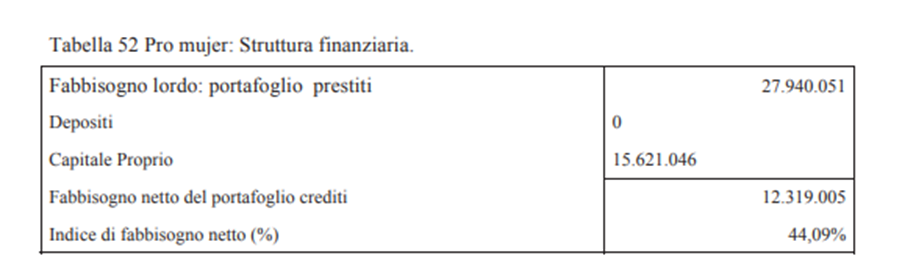 Tabella 52 Pro mujer: Struttura finanziaria.
Fabbisogno lordo: portafoglio prestiti 27.940.051
Depositi 0
Capitale Proprio 15.621.046
Fabbisogno netto del portafoglio crediti 12.319.005
Indice di fabbisogno netto (%) 44,09%